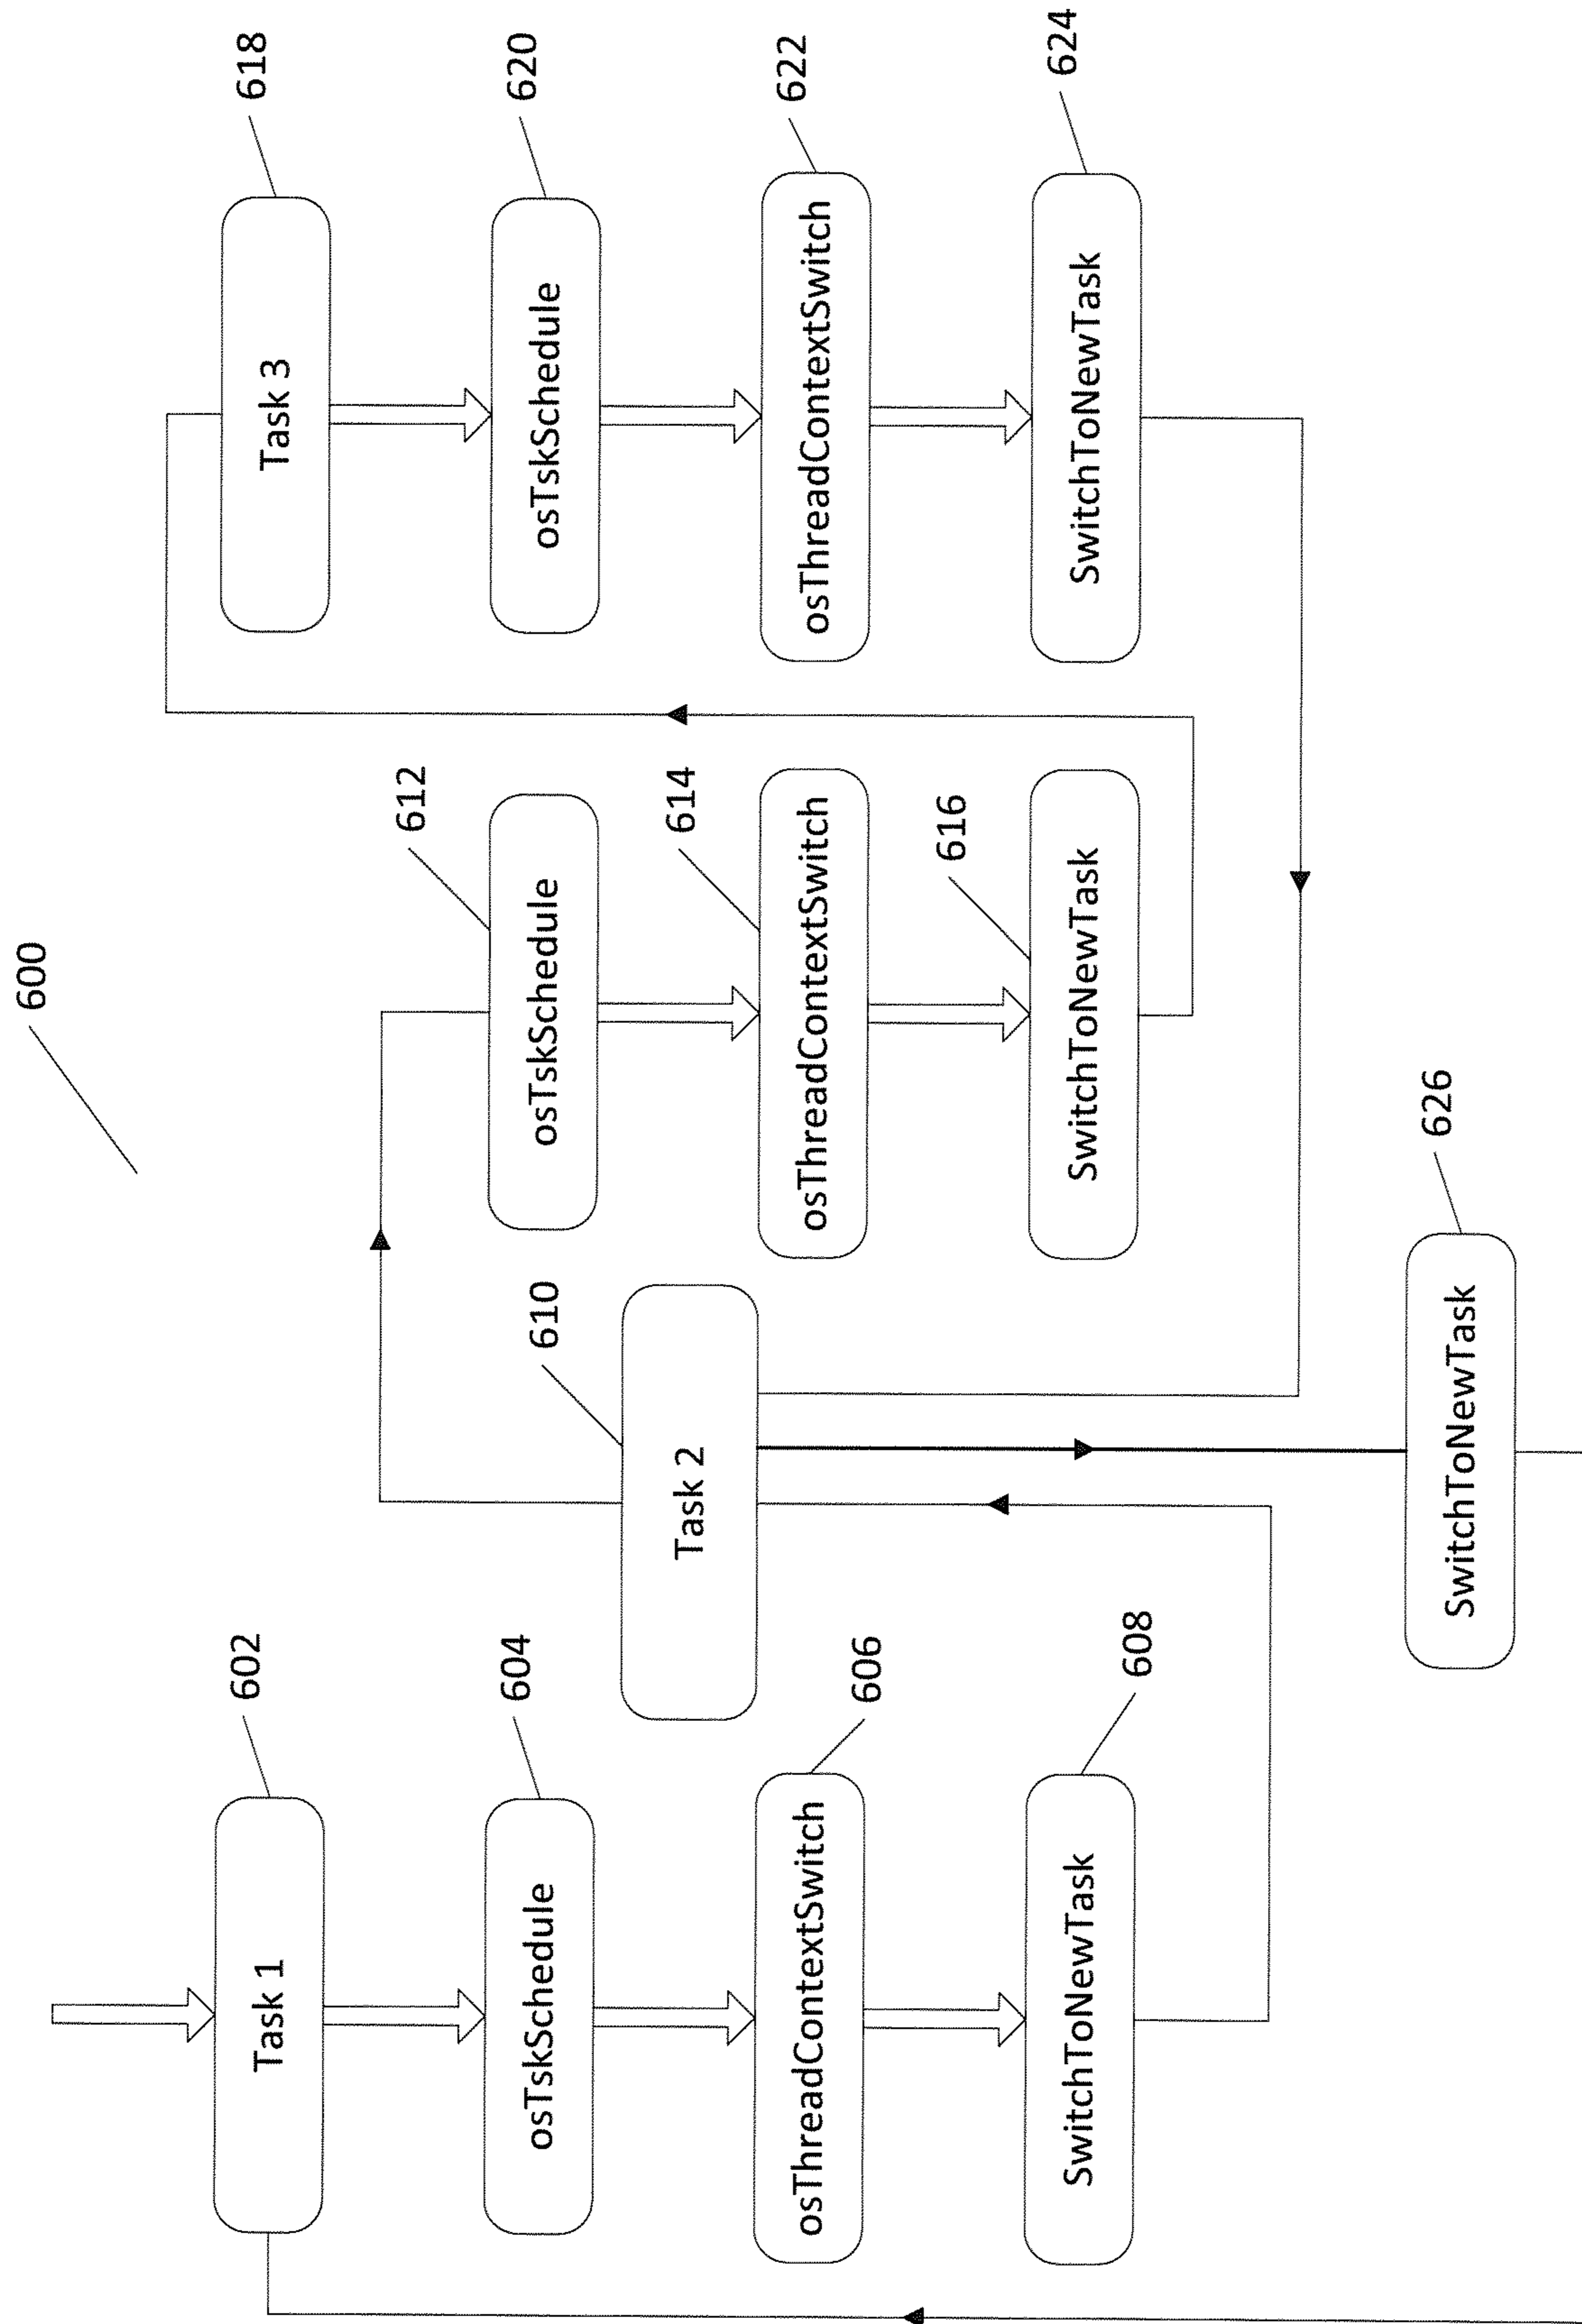 600
602
Task 1
604
osTskSchedule
606
osThreadContextSwitch
608
SwitchToNewTask
610
Task 2
612
osTskSchedule
614
osThreadContextSwitch
616
SwitchToNewTask
618
Task 3
620
osTskSchedule
622
osThreadContextSwitch
624
SwitchToNewTask
626
SwitchToNewTask